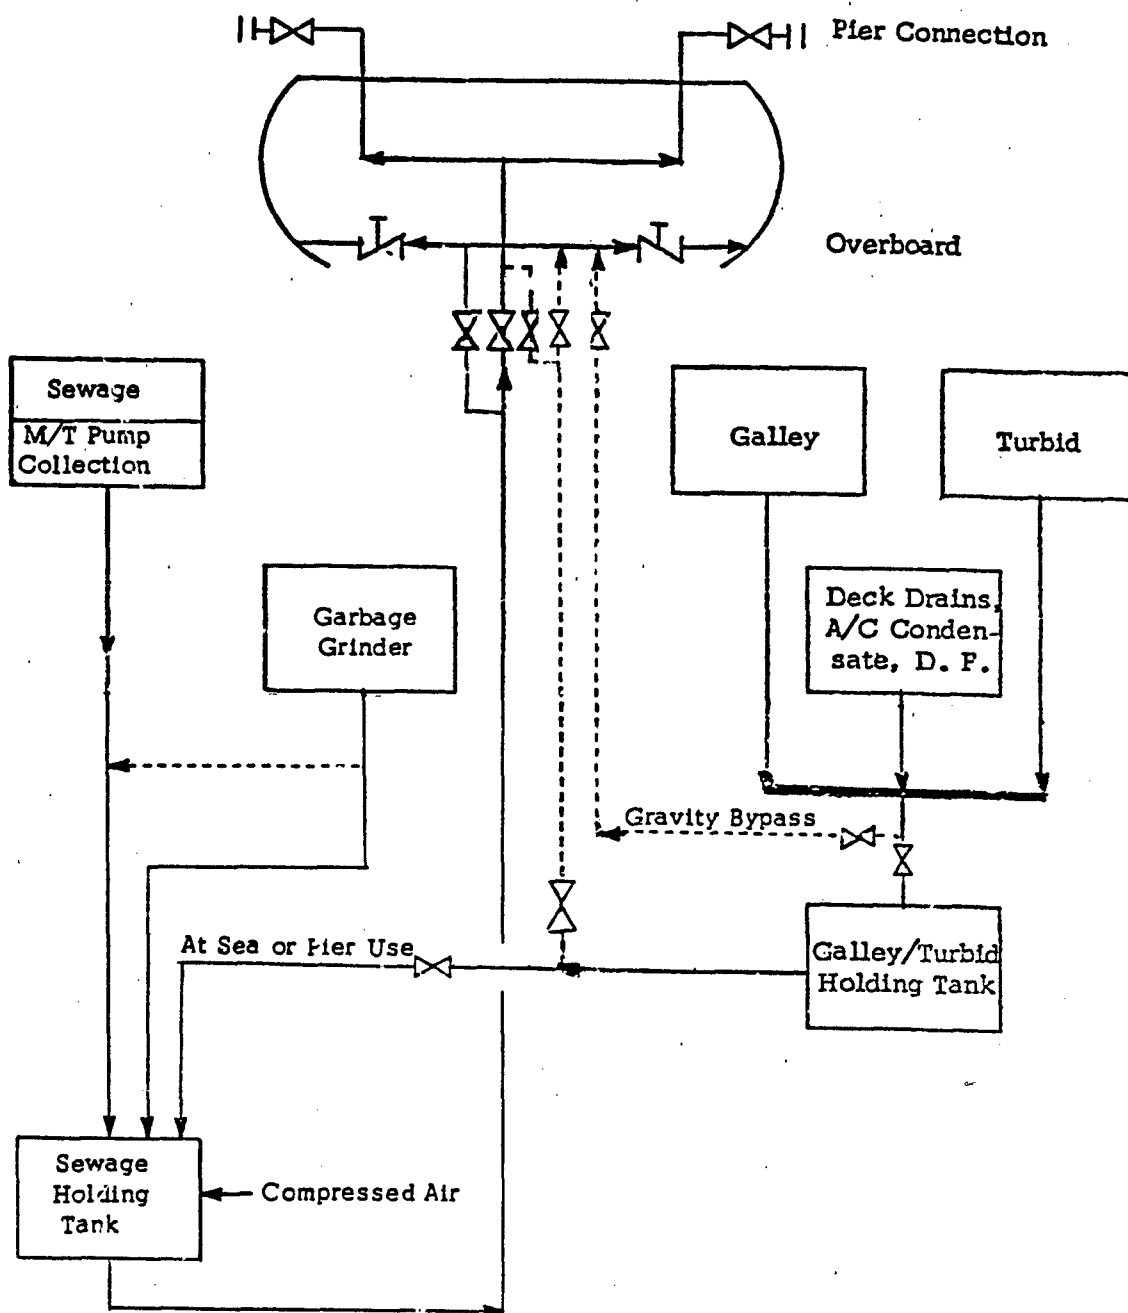 Pier Connection
Overboard
Sewage
M/T Pump
Collection
Galley
Turbid
Garbage
Grinder
Deck Drains,
A/C Conden-
sate, D. F.
Gravity Bypass
At Sea or Pier Use
Galley/Turbid
Holding Tank
Sewage
Holding
Tank
Compressed Air